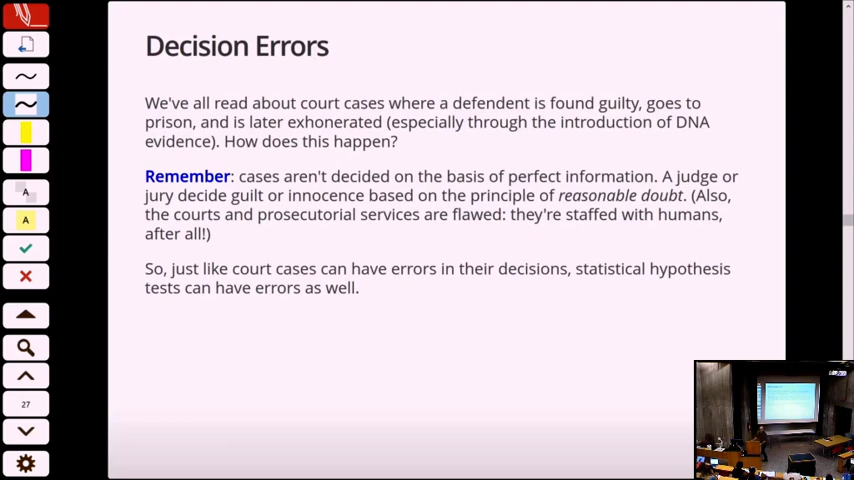 Decision Errors
We've all read about court cases where a defendent is found guilty, goes to
prison, and is later exhonerated (especially through the introduction of DNA
evidence). How does this happen?
Remember: cases aren't decided on the basis of perfect information. A judge or
jury decide guilt or innocence based on the principle of reasonable doubt. (Also,
the courts and prosecutorial services are flawed: they're staffed with humans,
after all!)
So, just like court cases can have errors in their decisions, statistical hypothesis
tests can have errors as well.
A
A
27